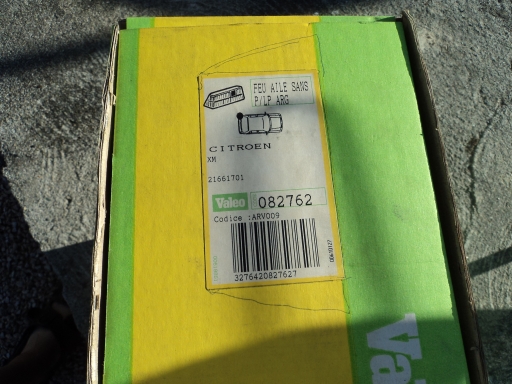 FEU AILE SANS
P/LP ARG
CITROEN
XM
21661701
Valeo 082762
Codice :ARV009
3276420827627
Va